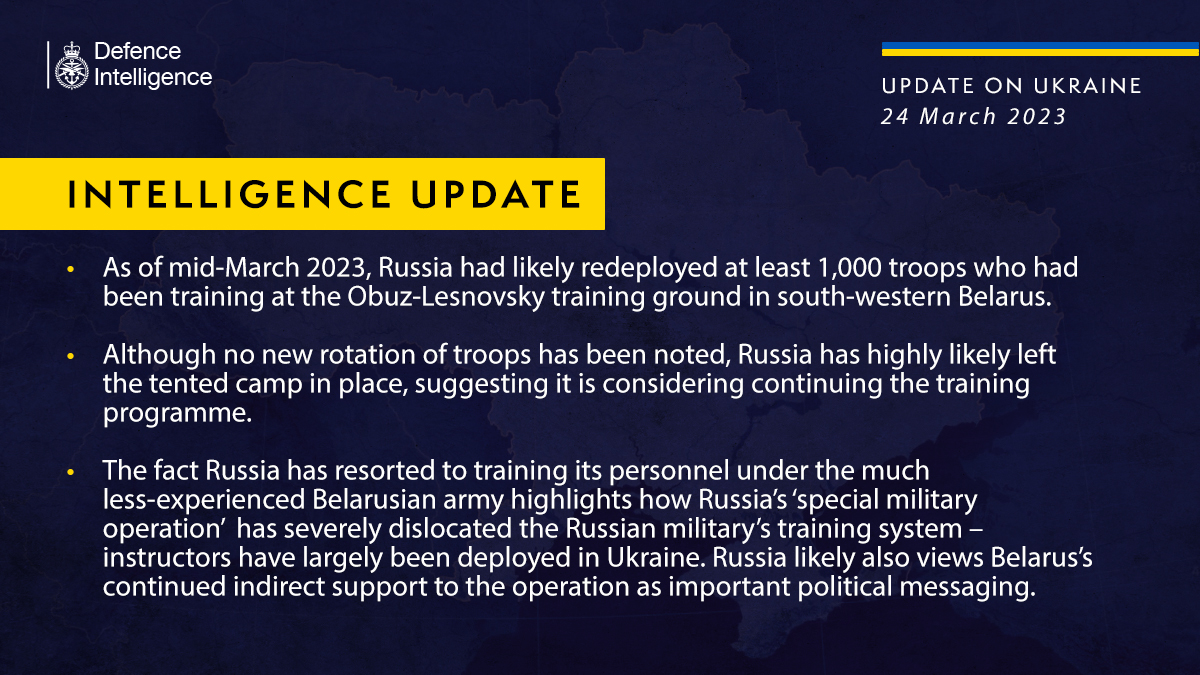 Defence
Intelligence
UPDATE ON UKRAINE
24 March 2023
INTELLIGENCE UPDATE
• As of mid-March 2023, Russia had likely redeployed at least 1,000 troops who had
been training at the Obuz-Lesnovsky training ground in south-western Belarus.
• Although no new rotation of troops has been noted, Russia has highly likely left
the tented camp in place, suggesting it is considering continuing the training
programme.
• The fact Russia has resorted to training its personnel under the much
less-experienced Belarusian army highlights how Russia’s ‘special military
operation’ has severely dislocated the Russian military’s training system –
instructors have largely been deployed in Ukraine. Russia likely also views Belarus’s
continued indirect support to the operation as important political messaging.